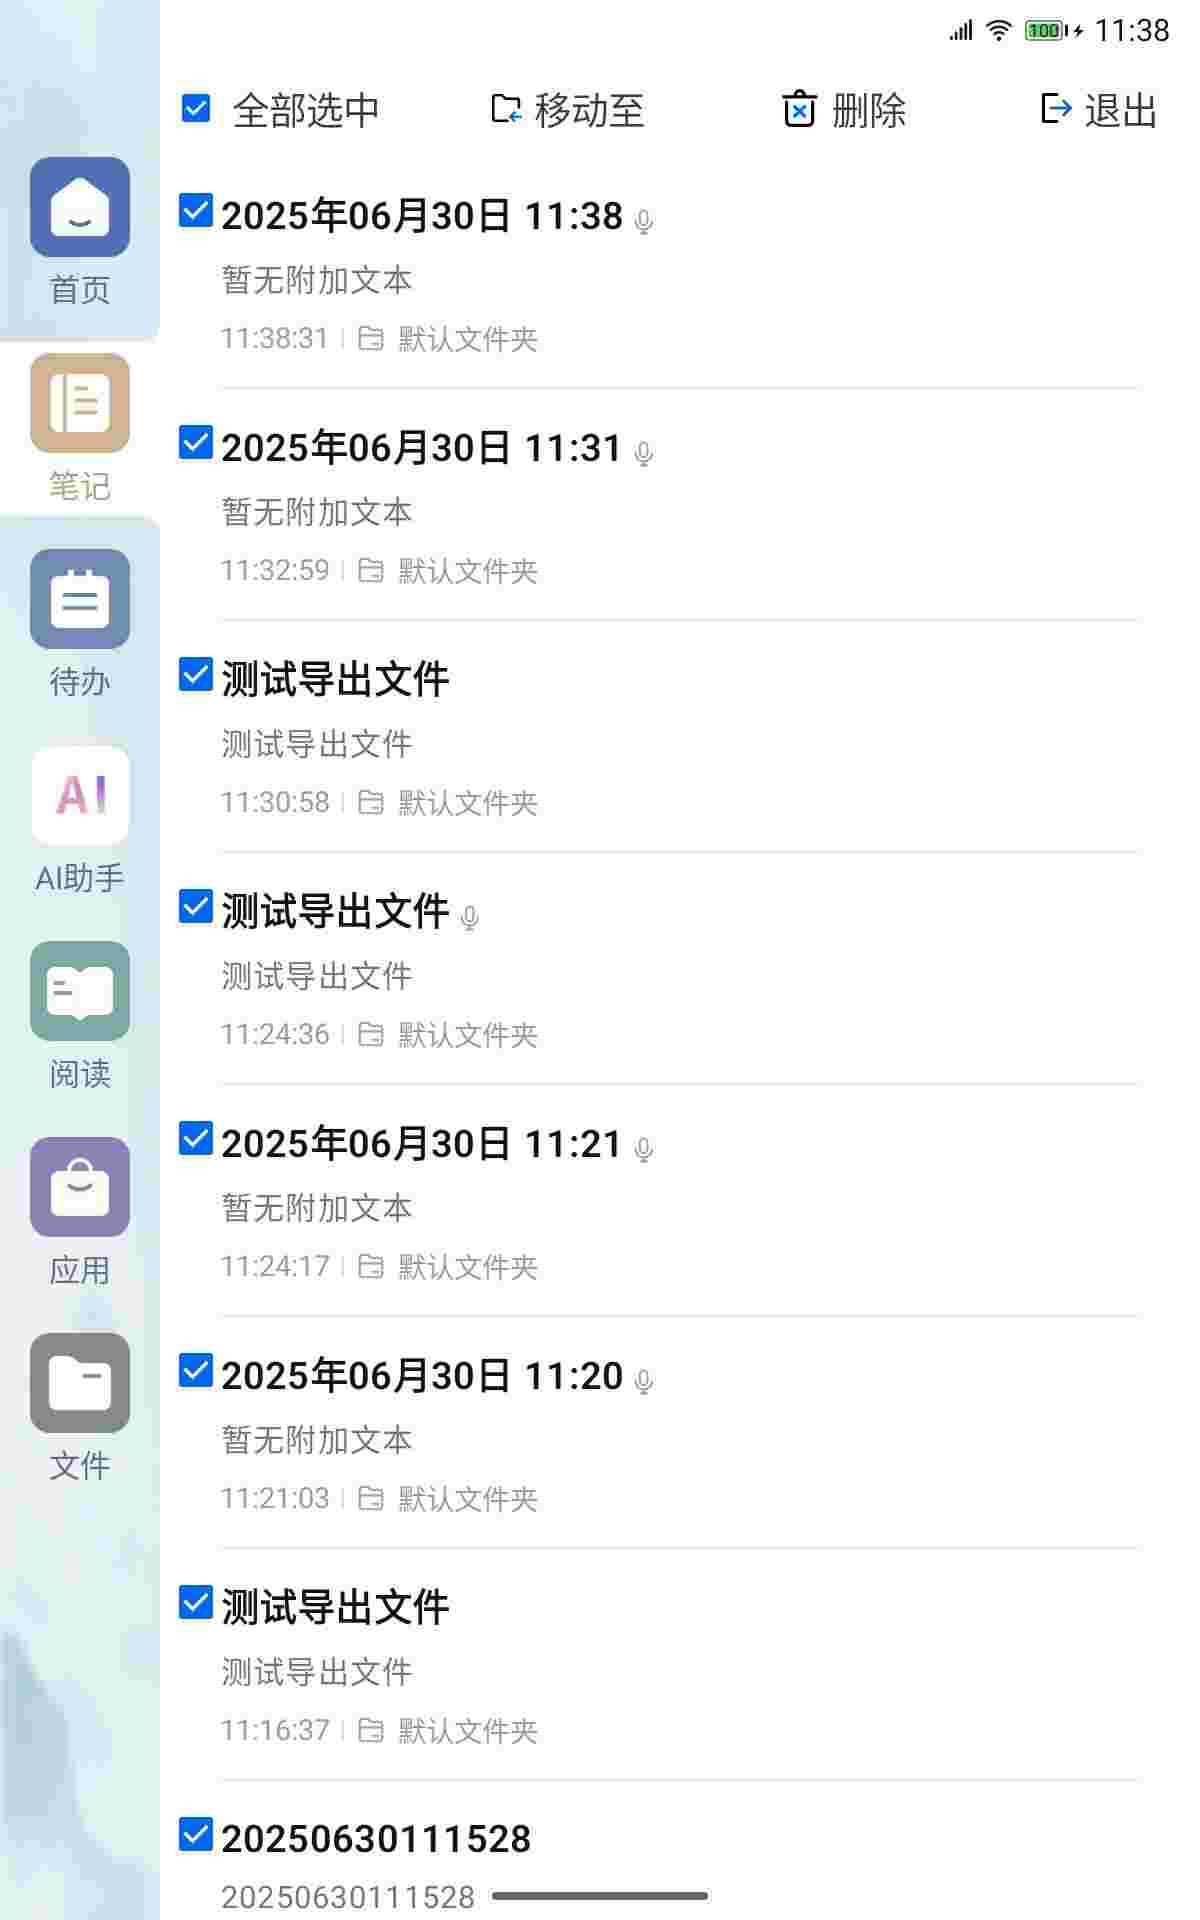 100 11:38
全部选中 移动至 删除 退出
首页
笔记
待办
AI
AI助手
阅读
应用
文件
2025年06月30日 11:38
暂无附加文本
11:38:31 默认文件夹
2025年06月30日 11:31
暂无附加文本
11:32:59 默认文件夹
测试导出文件
测试导出文件
11:30:58 默认文件夹
测试导出文件
测试导出文件
11:24:36 默认文件夹
2025年06月30日 11:21
暂无附加文本
11:24:17 默认文件夹
2025年06月30日 11:20
暂无附加文本
11:21:03 默认文件夹
测试导出文件
测试导出文件
11:16:37 默认文件夹
20250630111528
20250630111528